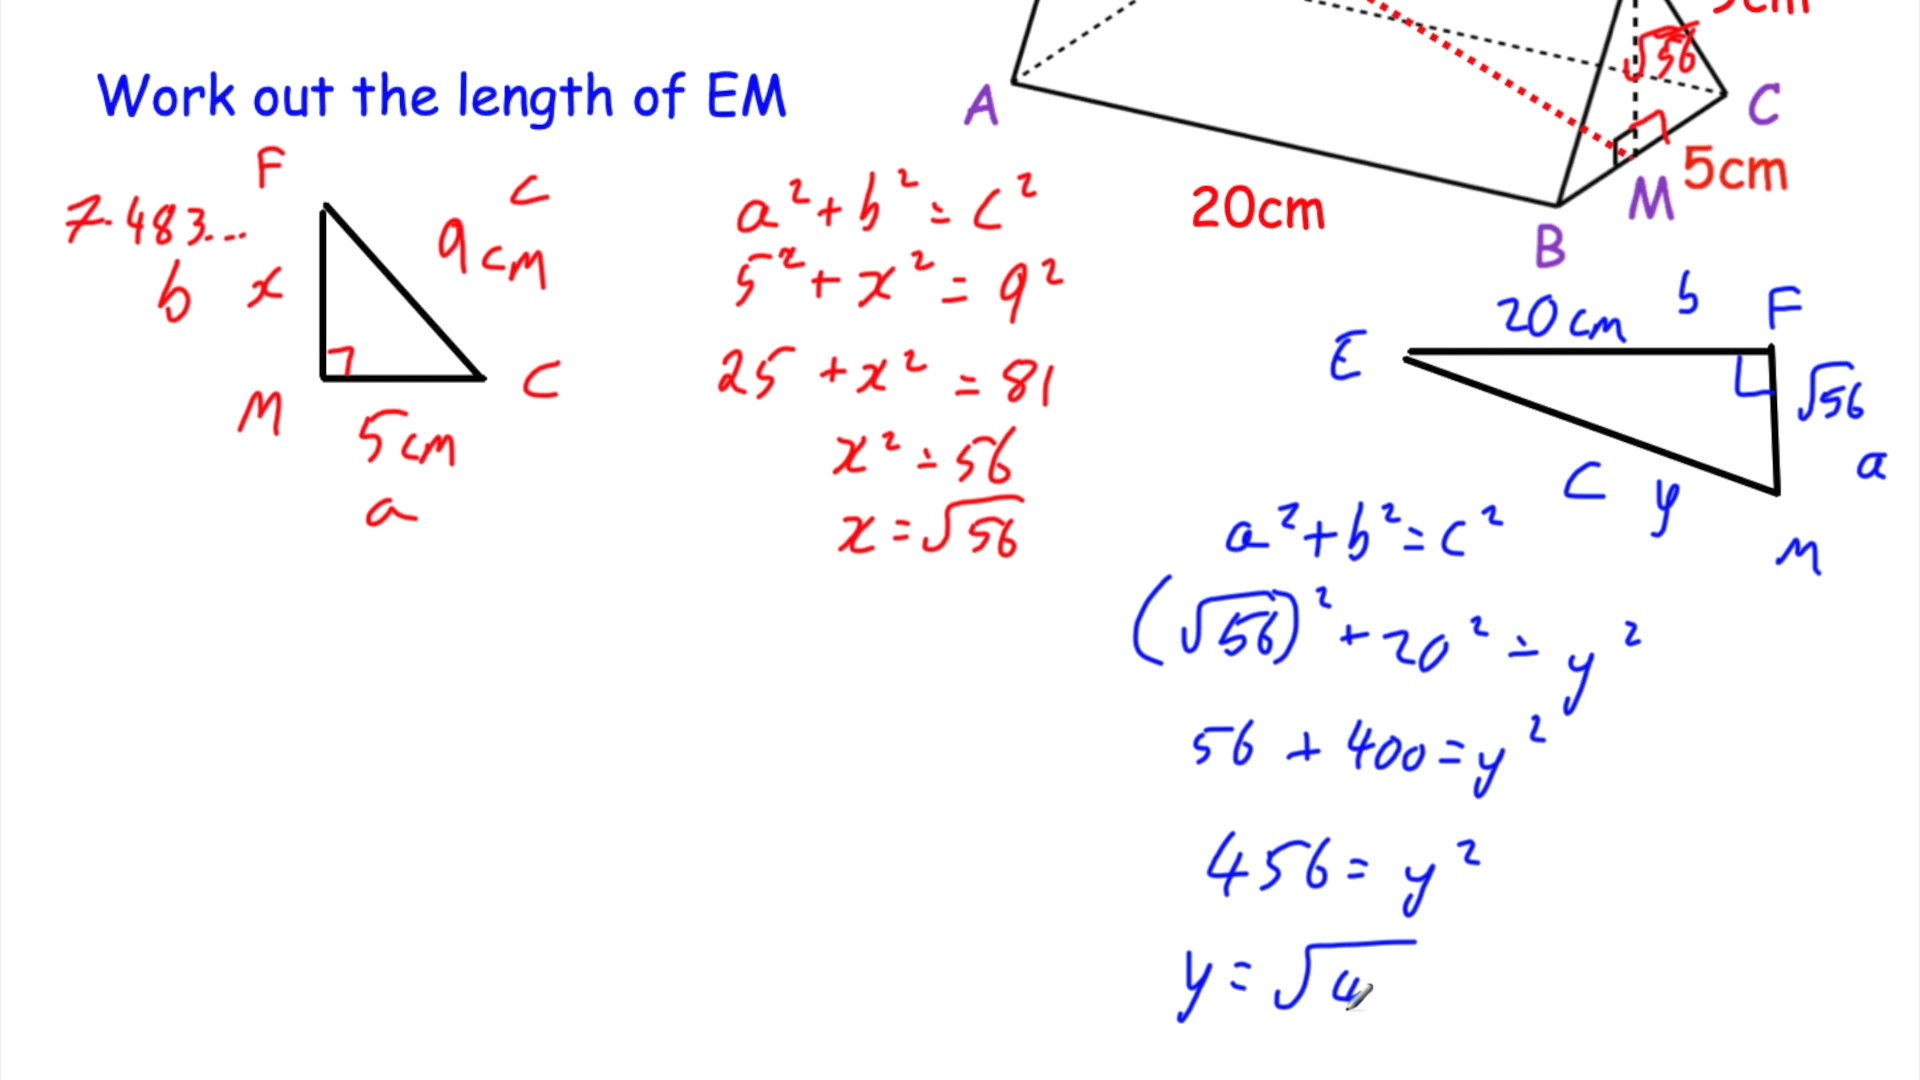 Work out the length of EM
F
7.483...
b x
9cm
c
M
C
5cm
a
a² + b² = c²
5² + x² = 9²
25 + x² = 81
x² = 56
x = √56
A
B
M
C
√56
5cm
20cm
E
20cm
b
F
√56
a
c
y
M
a² + b² = c²
(√56)² + 20² = y²
56 + 400 = y²
456 = y²
y = √4